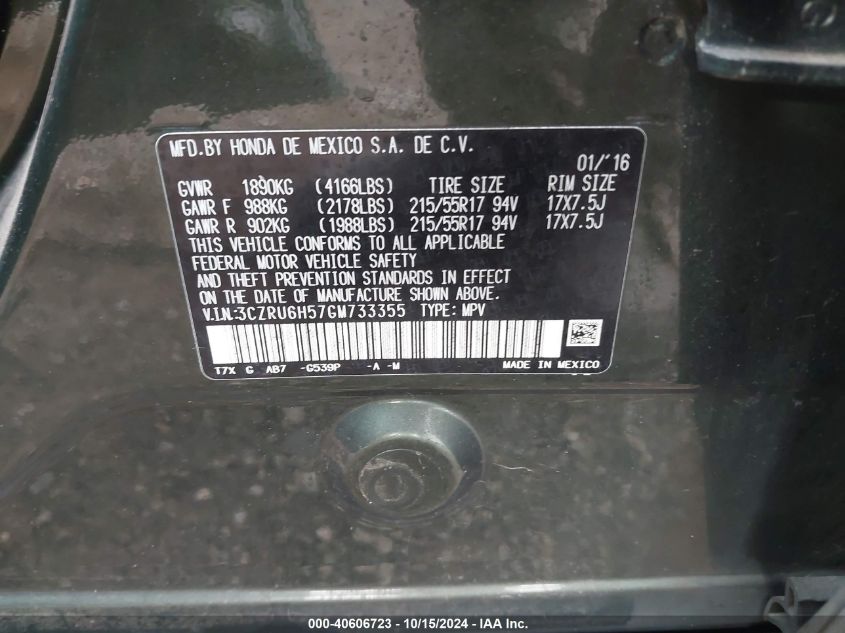 MFD.BY HONDA DE MEXICO S.A. DE C.V.
01/'16
GVWR 1890KG (4166LBS) TIRE SIZE RIM SIZE
GAWR F 988KG (2178LBS) 215/55R17 94V 17X7.5J
GAWR R 902KG (1988LBS) 215/55R17 94V 17X7.5J
THIS VEHICLE CONFORMS TO ALL APPLICABLE
FEDERAL MOTOR VEHICLE SAFETY
AND THEFT PREVENTION STANDARDS IN EFFECT
ON THE DATE OF MANUFACTURE SHOWN ABOVE.
V.I.N:3CZRU6H57GM733355 TYPE: MPV
T7X G AB7 -G539P -A -M MADE IN MEXICO
000-40606723 - 10/15/2024 - IAA Inc.